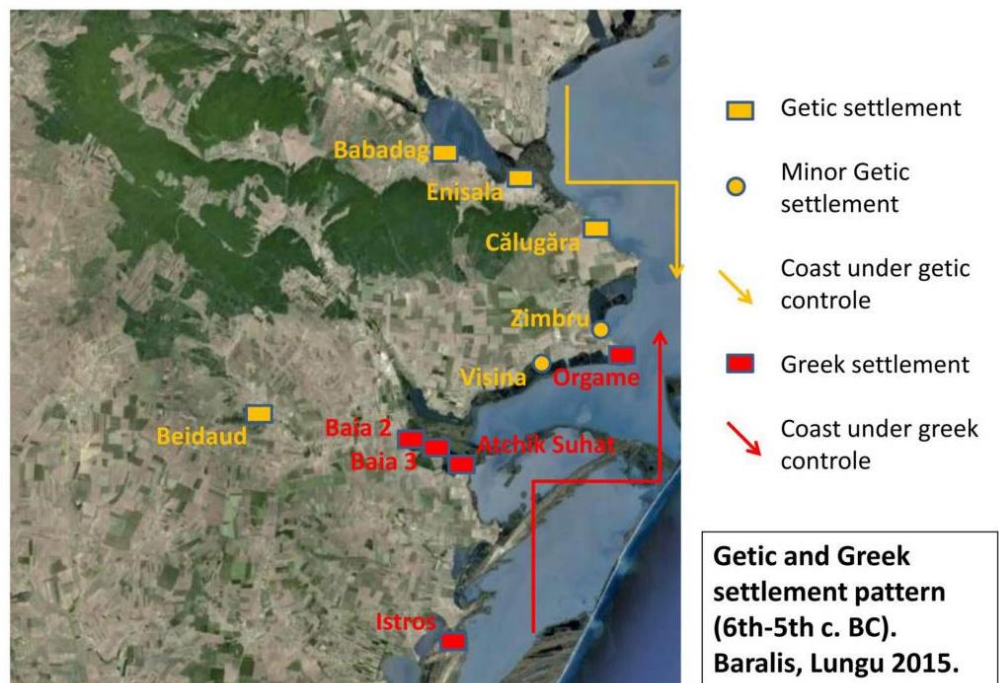 Babadag
Enisala
Călugăra
Zimbru
Visina
Orgame
Beidaud
Baia 2
Baia 3
Atchik Suhat
Istros
Getic settlement
Minor Getic
settlement
Coast under getic
controle
Greek settlement
Coast under greek
controle
Getic and Greek
settlement pattern
(6th-5th c. BC).
Baralis, Lungu 2015.